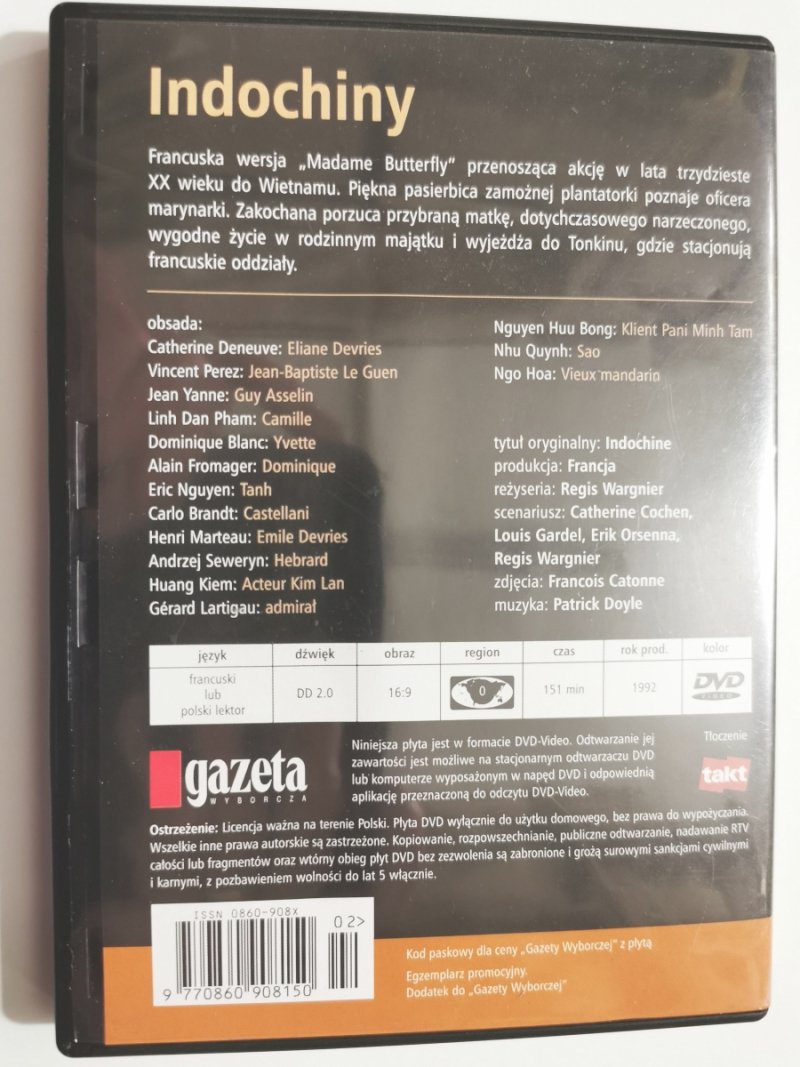 Indochiny
Francuska wersja „Madame Butterfly” przenosząca akcję w lata trzydzieste
XX wieku do Wietnamu. Piękna pasierbica zamożnej plantatorki poznaje oficera
marynarki. Zakochana porzuca przybraną matkę, dotychczasowego narzeczonego,
wygodne życie w rodzinnym majątku i wyjeżdża do Tonkinu, gdzie stacjonują
francuskie oddziały.
obsada:
Catherine Deneuve: Eliane Devries
Vincent Perez: Jean-Baptiste Le Guen
Jean Yanne: Guy Asselin
Linh Dan Pham: Camille
Dominique Blanc: Yvette
Alain Fromager: Dominique
Eric Nguyen: Tanh
Carlo Brandt: Castellani
Henri Marteau: Emile Devries
Andrzej Seweryn: Hebrard
Huang Kiem: Acteur Kim Lan
Gérard Lartigau: admirał
Nguyen Huu Bong: Klient Pani Minh Tam
Nhu Quynh: Sao
Ngo Hoa: Vieux mandarin
tytuł oryginalny: Indochine
produkcja: Francja
reżyseria: Regis Wargnier
scenariusz: Catherine Cochen,
Louis Gardel, Erik Orsenna,
Regis Wargnier
zdjęcia: Francois Catonne
muzyka: Patrick Doyle
język dźwięk obraz region czas rok prod. kolor
francuski
lub
polski lektor
DD 2.0 16:9 0 151 min 1992 DVD
VIDEO
gazeta
WYBORCZA
Niniejsza płyta jest w formacie DVD-Video. Odtwarzanie jej
zawartości jest możliwe na stacjonarnym odtwarzaczu DVD
lub komputerze wyposażonym w napęd DVD i odpowiednią
aplikację przeznaczoną do odczytu DVD-Video.
Tłoczenie
takt
Ostrzeżenie: Licencja ważna na terenie Polski. Płyta DVD wyłącznie do użytku domowego, bez prawa do wypożyczania.
Wszelkie inne prawa autorskie są zastrzeżone. Kopiowanie, rozpowszechnianie, publiczne odtwarzanie, nadawanie RTV
całości lub fragmentów oraz wtórny obieg płyt DVD bez zezwolenia są zabronione i grożą surowymi sankcjami cywilnymi
i karnymi, z pozbawieniem wolności do lat 5 włącznie.
ISSN 0860-908X
02>
9 770860 908150
Kod paskowy dla ceny „Gazety Wyborczej” z płytą
Egzemplarz promocyjny.
Dodatek do „Gazety Wyborczej”